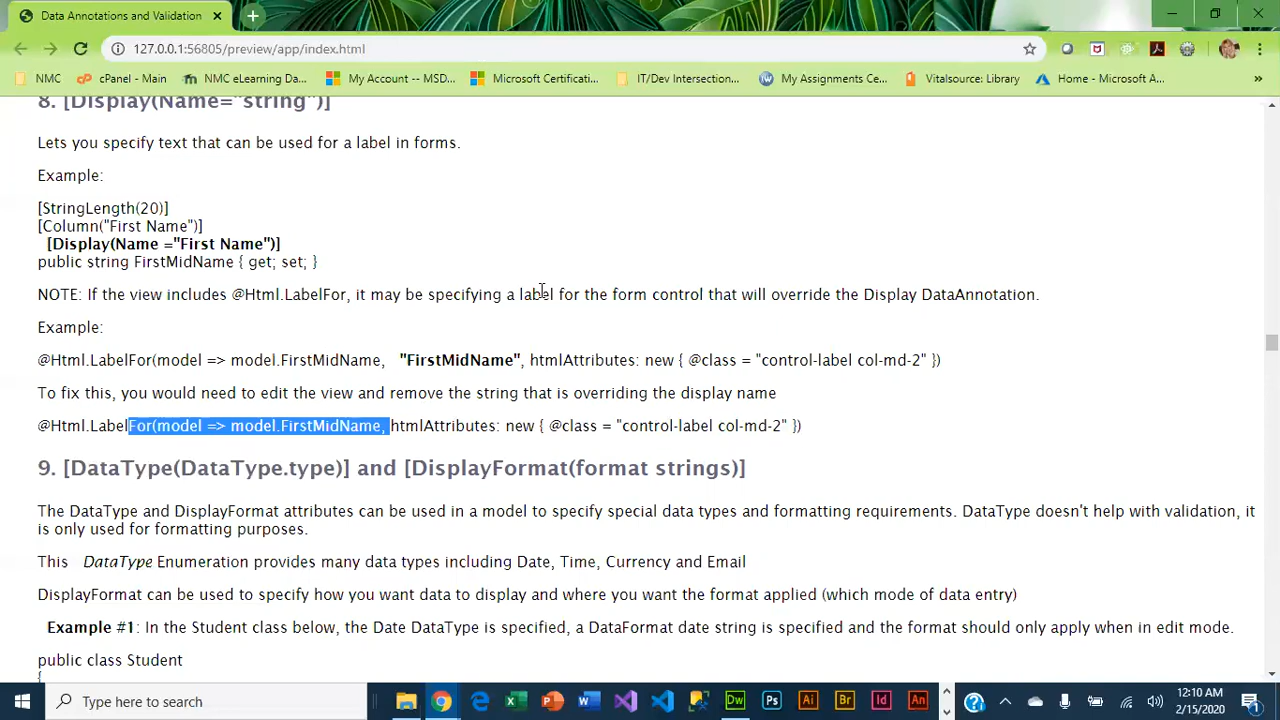 Data Annotations and Validation
127.0.0.1:56805/preview/app/index.html
NMC
cPanel - Main
NMC eLearning Da...
My Account -- MSD...
Microsoft Certificati...
IT/Dev Intersection...
My Assignments Ce...
Vitalsource: Library
Home - Microsoft A...
»
8. [Display(Name="string")]
Lets you specify text that can be used for a label in forms.
Example:
[StringLength(20)]
[Column("First Name")]
[Display(Name ="First Name")]
public string FirstMidName { get; set; }
NOTE: If the view includes @Html.LabelFor, it may be specifying a label for the form control that will override the Display DataAnnotation.
Example:
@Html.LabelFor(model => model.FirstMidName, "FirstMidName", htmlAttributes: new { @class = "control-label col-md-2" })
To fix this, you would need to edit the view and remove the string that is overriding the display name
@Html.LabelFor(model => model.FirstMidName, htmlAttributes: new { @class = "control-label col-md-2" })
9. [DataType(DataType.type)] and [DisplayFormat(format strings)]
The DataType and DisplayFormat attributes can be used in a model to specify special data types and formatting requirements. DataType doesn't help with validation, it
is only used for formatting purposes.
This DataType Enumeration provides many data types including Date, Time, Currency and Email
DisplayFormat can be used to specify how you want data to display and where you want the format applied (which mode of data entry)
Example #1: In the Student class below, the Date DataType is specified, a DataFormat date string is specified and the format should only apply when in edit mode.
public class Student
{
Type here to search
Dw
Ps
Ai
Br
Id
An
12:10 AM
2/15/2020